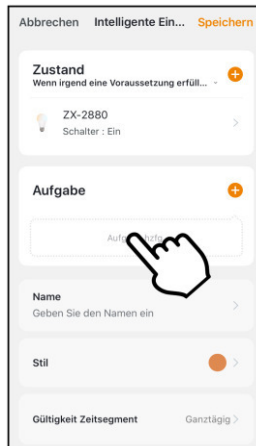 Abbrechen Intelligente Ein... Speichern
Zustand
Wenn irgend eine Voraussetzung erfüll...
ZX-2880
Schalter : Ein
Aufgabe
Name
Geben Sie den Namen ein
Stil
Gültigkeit Zeitsegment Ganztägig